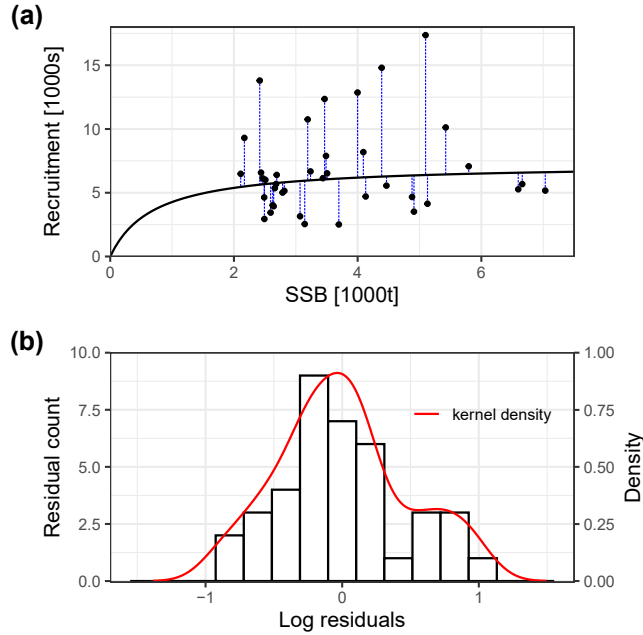 (a)
Recruitment [1000s]
15
10
5
0
0 2 4 6
SSB [1000t]
(b)
Residual count
10.0
7.5
5.0
2.5
0.0
kernel density
1.00
0.75
0.50
0.25
0.00
Density
−1 0 1
Log residuals